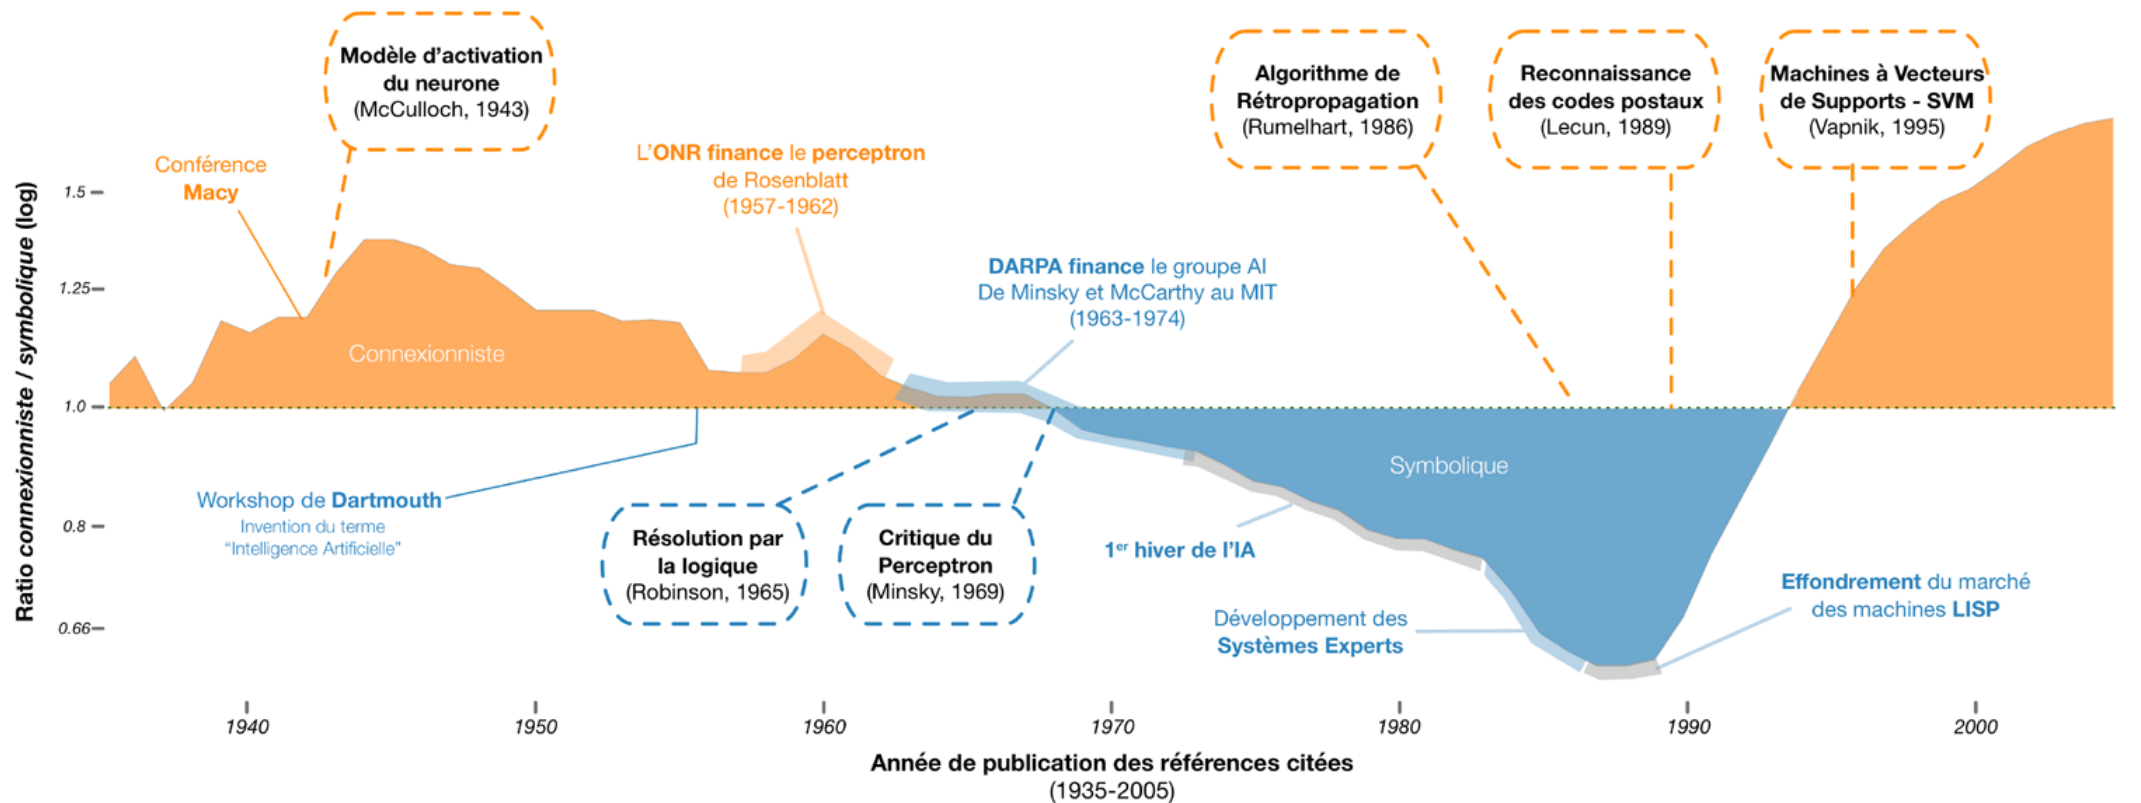 Modèle d’activation
du neurone
(McCulloch, 1943)
Algorithme de
Rétropropagation
(Rumelhart, 1986)
Reconnaissance
des codes postaux
(Lecun, 1989)
Machines à Vecteurs
de Supports - SVM
(Vapnik, 1995)
Conférence
Macy
L’ONR finance le perceptron
de Rosenblatt
(1957-1962)
DARPA finance le groupe AI
De Minsky et McCarthy au MIT
(1963-1974)
Ratio connexionniste / symbolique (log)
1.5
1.25
1.0
0.8
0.66
Connexionniste
Symbolique
Workshop de Dartmouth
Invention du terme
“Intelligence Artificielle”
Résolution par
la logique
(Robinson, 1965)
Critique du
Perceptron
(Minsky, 1969)
1er hiver de l’IA
Développement des
Systèmes Experts
Effondrement du marché
des machines LISP
1940
1950
1960
1970
1980
1990
2000
Année de publication des références citées
(1935-2005)